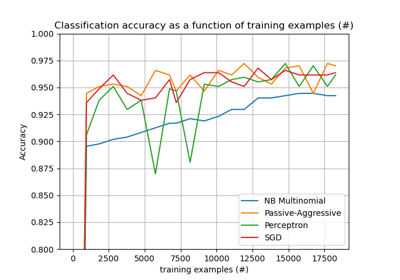 Classification accuracy as a function of training examples (#)
1.000
0.975
0.950
0.925
0.900
0.875
0.850
0.825
0.800
Accuracy
NB Multinomial
Passive-Aggressive
Perceptron
SGD
0 2500 5000 7500 10000 12500 15000 17500
training examples (#)